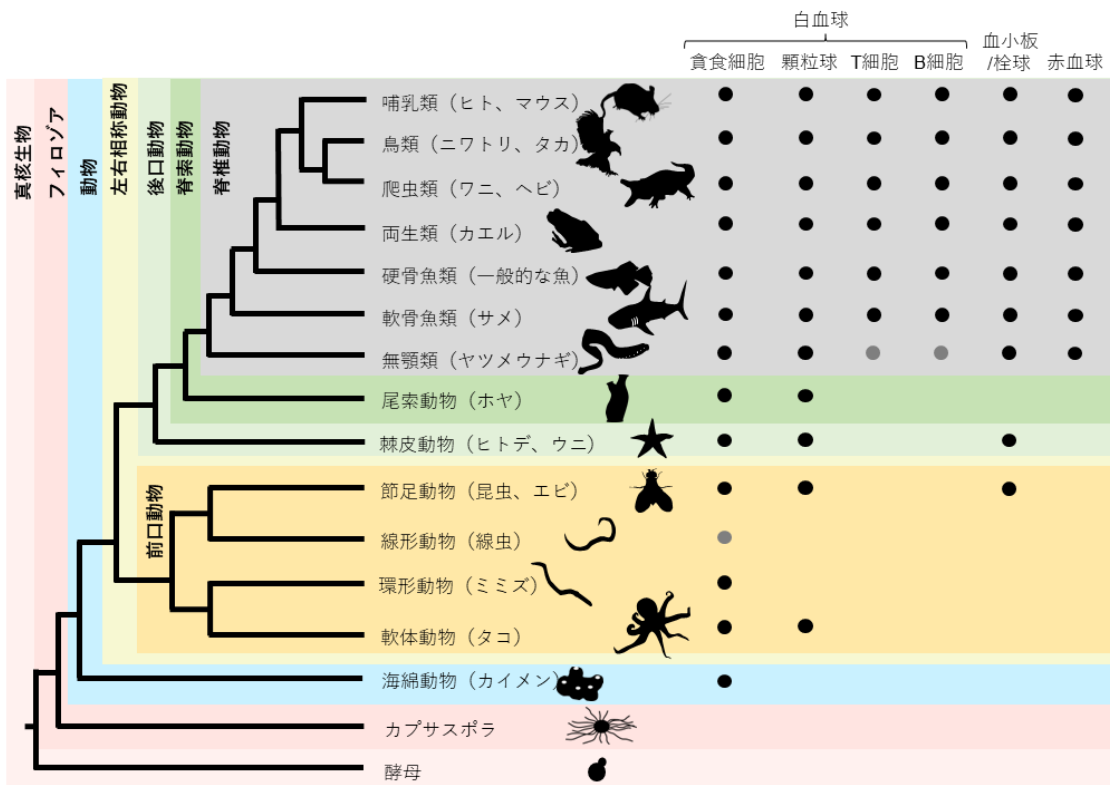 白血球
貪食細胞 顆粒球 T細胞 B細胞 血小板/栓球 赤血球
真核生物
フィロゾア
動物
左右相称動物
後口動物
脊索動物
脊椎動物
前口動物
哺乳類（ヒト、マウス）
鳥類（ニワトリ、タカ）
爬虫類（ワニ、ヘビ）
両生類（カエル）
硬骨魚類（一般的な魚）
軟骨魚類（サメ）
無顎類（ヤツメウナギ）
尾索動物（ホヤ）
棘皮動物（ヒトデ、ウニ）
節足動物（昆虫、エビ）
線形動物（線虫）
環形動物（ミミズ）
軟体動物（タコ）
海綿動物（カイメン）
カプサスポラ
酵母